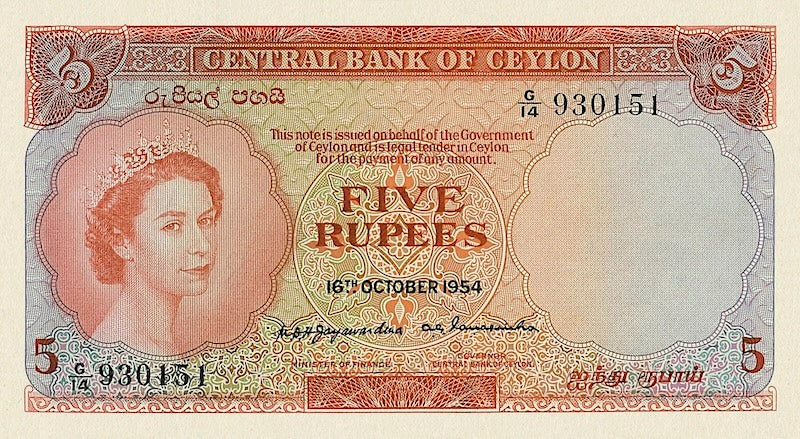 5
CENTRAL BANK OF CEYLON
5
රුපියල් පහයි
G/14 930151
This note is issued on behalf of the Government
of Ceylon and is legal tender in Ceylon
for the payment of any amount.
FIVE
RUPEES
16TH OCTOBER 1954
MINISTER OF FINANCE
GOVERNOR
CENTRAL BANK OF CEYLON.
5
G/14 930151
ஐந்து ரூபாய்
5